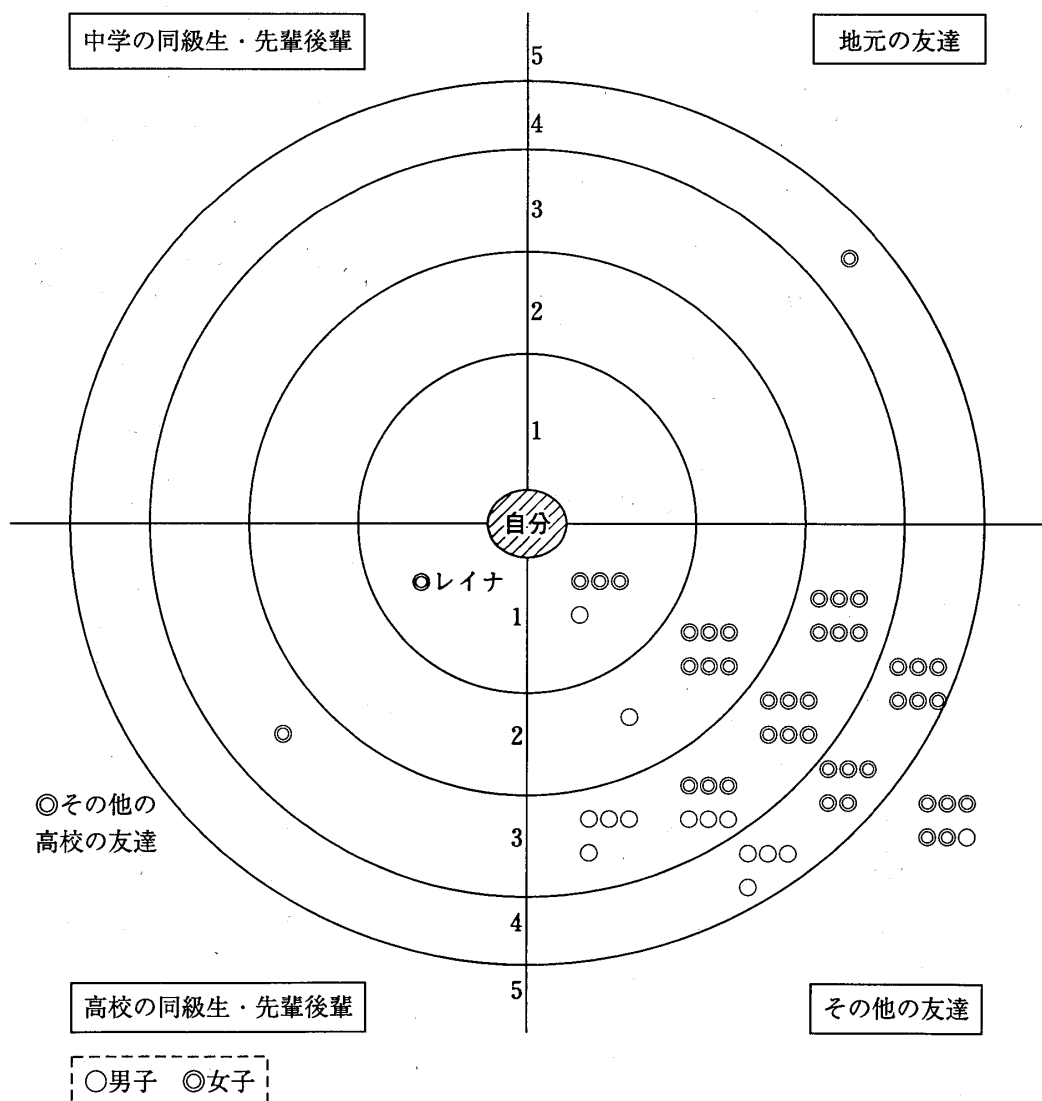 中学の同級生・先輩後輩
地元の友達
5
4
3
2
1
自分
◎レイナ
1
2
3
4
5
◎その他の
高校の友達
高校の同級生・先輩後輩
その他の友達
○男子 ◎女子